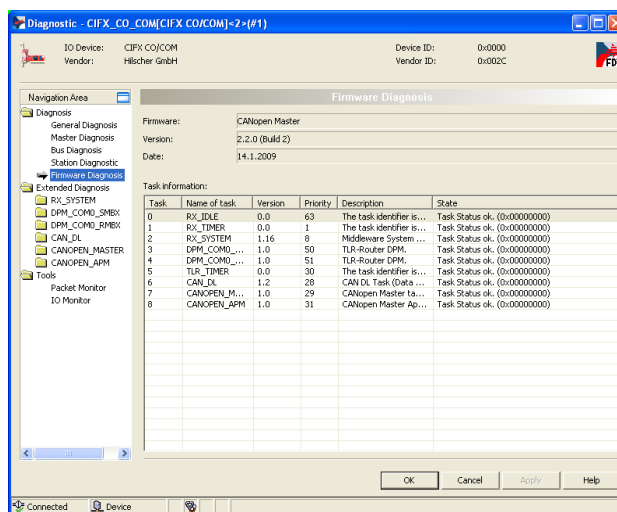 Diagnostic - CIFX_CO_COM[CIFX CO/COM]<2>(#1)
IO Device: CIFX CO/COM Device ID: 0x0000
Vendor: Hilscher GmbH Vendor ID: 0x002C
FD
Navigation Area
Diagnosis
General Diagnosis
Master Diagnosis
Bus Diagnosis
Station Diagnostic
Firmware Diagnosis
Extended Diagnosis
RX_SYSTEM
DPM_COM0_SMBX
DPM_COM0_RMBX
CAN_DL
CANOPEN_MASTER
CANOPEN_APM
Tools
Packet Monitor
IO Monitor
Firmware Diagnosis
Firmware: CANopen Master
Version: 2.2.0 (Build 2)
Date: 14.1.2009
Task information:
Task Name of task Version Priority Description State
0 RX_IDLE 0.0 63 The task identifier is... Task Status ok. (0x00000000)
1 RX_TIMER 0.0 1 The task identifier is... Task Status ok. (0x00000000)
2 RX_SYSTEM 1.16 8 Middleware System ... Task Status ok. (0x00000000)
3 DPM_COM0_... 1.0 50 TLR-Router DPM. Task Status ok. (0x00000000)
4 DPM_COM0_... 1.0 51 TLR-Router DPM. Task Status ok. (0x00000000)
5 TLR_TIMER 0.0 30 The task identifier is... Task Status ok. (0x00000000)
6 CAN_DL 1.2 28 CAN DL Task (Data ... Task Status ok. (0x00000000)
7 CANOPEN_M... 1.0 29 CANopen Master ta... Task Status ok. (0x00000000)
8 CANOPEN_APM 1.0 31 CANopen Master Ap... Task Status ok. (0x00000000)
OK Cancel Apply Help
Connected Device